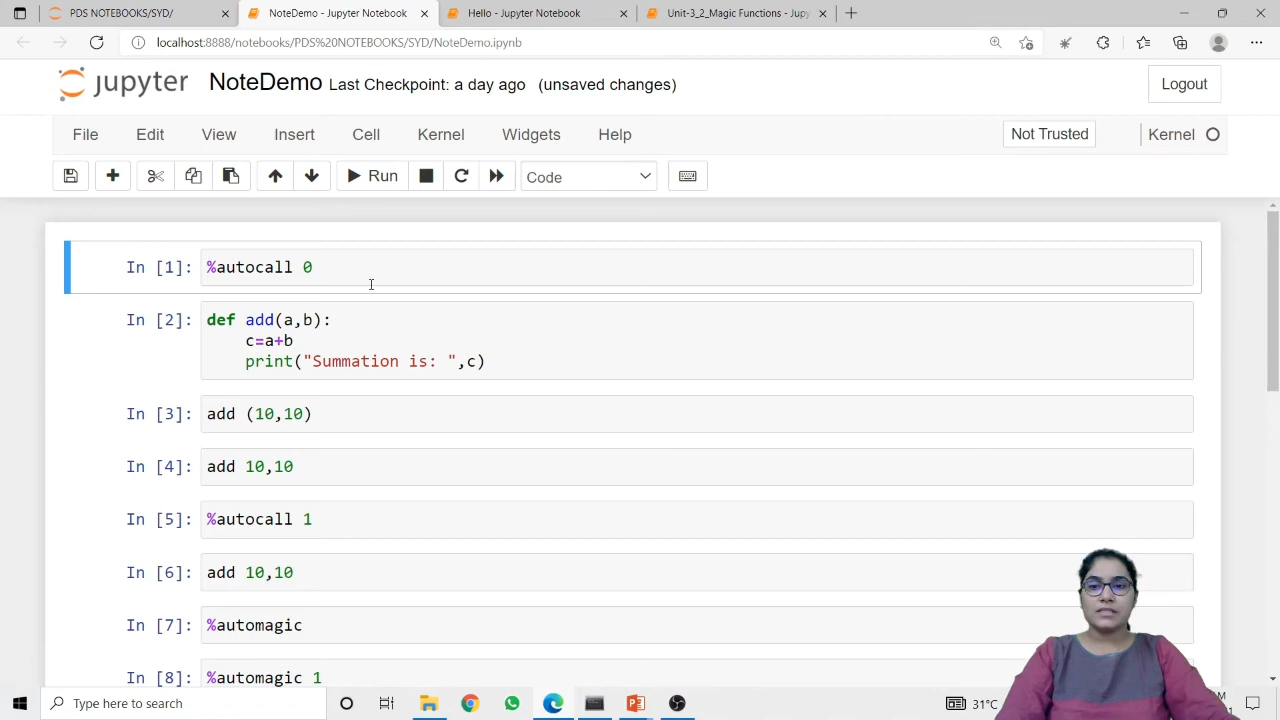 PDS NOTEBOOKS/SYD/
NoteDemo - Jupyter Notebook
Hello - Jupyter Notebook
Unit-3_2_Magic Functions - Jupy
localhost:8888/notebooks/PDS%20NOTEBOOKS/SYD/NoteDemo.ipynb
jupyter NoteDemo Last Checkpoint: a day ago (unsaved changes)
Logout
File Edit View Insert Cell Kernel Widgets Help
Not Trusted
Kernel
Run
Code
In [1]: %autocall 0
In [2]: def add(a,b):
c=a+b
print("Summation is: ",c)
In [3]: add (10,10)
In [4]: add 10,10
In [5]: %autocall 1
In [6]: add 10,10
In [7]: %automagic
In [8]: %automagic 1
Type here to search
31°C